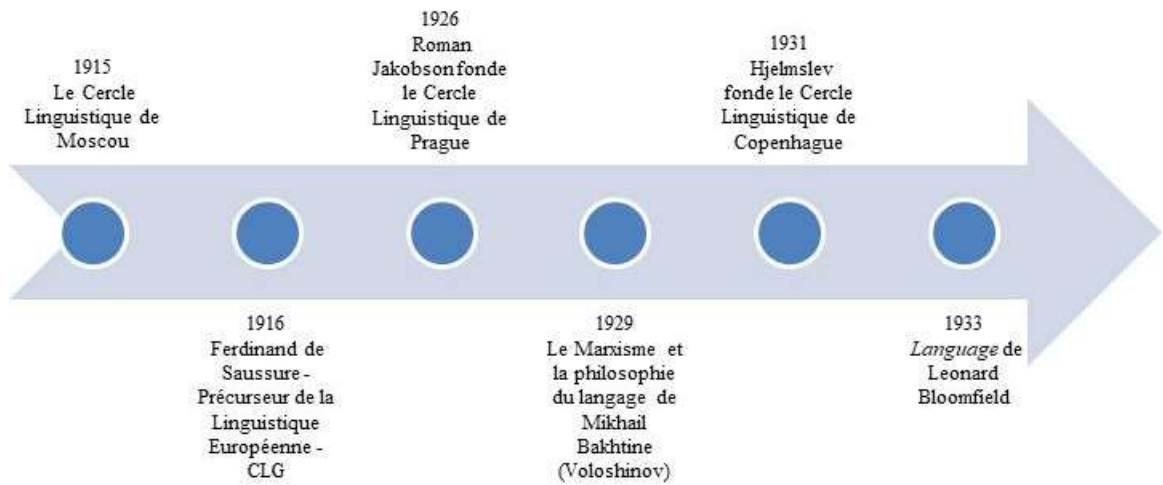 1915
Le Cercle
Linguistique de
Moscou
1916
Ferdinand de
Saussure -
Précurseur de la
Linguistique
Européenne -
CLG
1926
Roman
Jakobson fonde
le Cercle
Linguistique de
Prague
1929
Le Marxisme et
la philosophie
du langage de
Mikhail
Bakhtine
(Voloshinov)
1931
Hjelmslev
fonde le Cercle
Linguistique de
Copenhague
1933
Language de
Leonard
Bloomfield